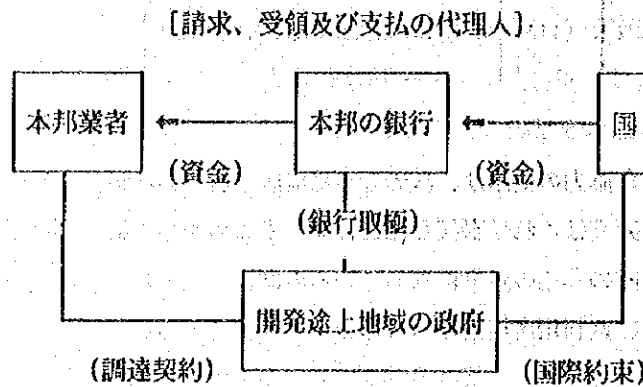 ［請求、受領及び支払の代理人］
本邦業者
本邦の銀行
国
(資金)
(資金)
(銀行取極)
開発途上地域の政府
(調達契約)
(国際約束)